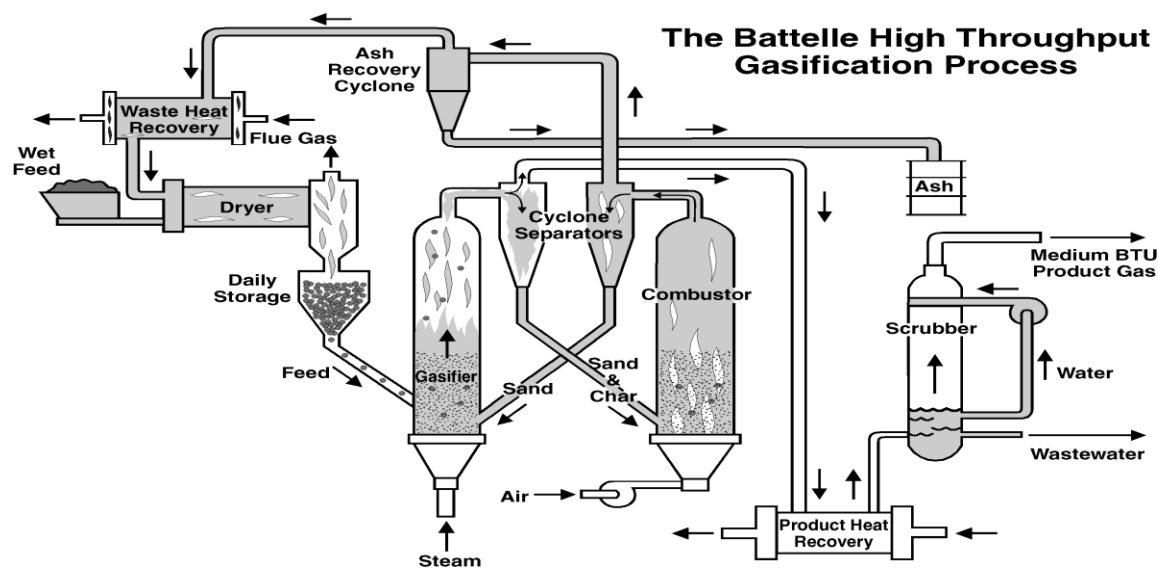 The Battelle High Throughput
Gasification Process
Ash
Recovery
Cyclone
Waste Heat
Recovery
Flue Gas
Wet
Feed
Dryer
Ash
Cyclone
Separators
Medium BTU
Product Gas
Daily
Storage
Combustor
Scrubber
Feed
Gasifier
Sand
Sand
&
Char
Water
Wastewater
Air
Product Heat
Recovery
Steam